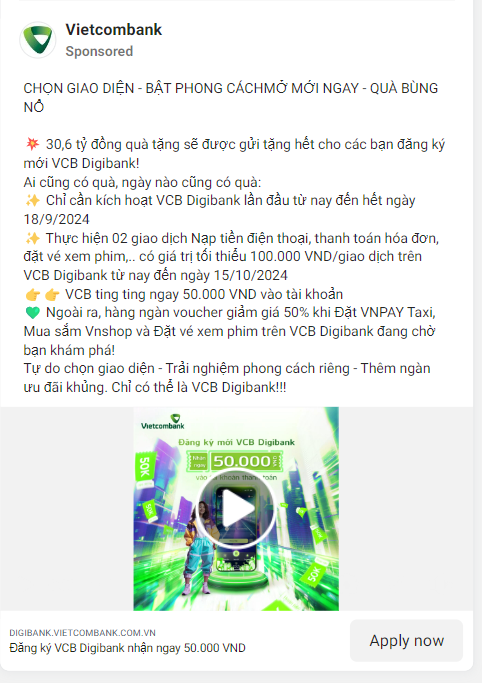 Vietcombank
Sponsored
CHỌN GIAO DIỆN - BẬT PHONG CÁCHMỞ MỚI NGAY - QUÀ BÙNG
NỔ
💥 30,6 tỷ đồng quà tặng sẽ được gửi tặng hết cho các bạn đăng ký
mới VCB Digibank!
Ai cũng có quà, ngày nào cũng có quà:
✨ Chỉ cần kích hoạt VCB Digibank lần đầu từ nay đến hết ngày
18/9/2024
✨ Thực hiện 02 giao dịch Nạp tiền điện thoại, thanh toán hóa đơn,
đặt vé xem phim,.. có giá trị tối thiểu 100.000 VND/giao dịch trên
VCB Digibank từ nay đến ngày 15/10/2024
👉 👉 VCB ting ting ngay 50.000 VND vào tài khoản
💚 Ngoài ra, hàng ngàn voucher giảm giá 50% khi Đặt VNPAY Taxi,
Mua sắm Vnshop và Đặt vé xem phim trên VCB Digibank đang chờ
bạn khám phá!
Tự do chọn giao diện - Trải nghiệm phong cách riêng - Thêm ngàn
ưu đãi khủng. Chỉ có thể là VCB Digibank!!!
Vietcombank
Đăng ký mới VCB Digibank
Nhận ngay 50.000 VND
vào tài khoản thanh toán
50K
50K
DIGIBANK.VIETCOMBANK.COM.VN
Đăng ký VCB Digibank nhận ngay 50.000 VND
Apply now